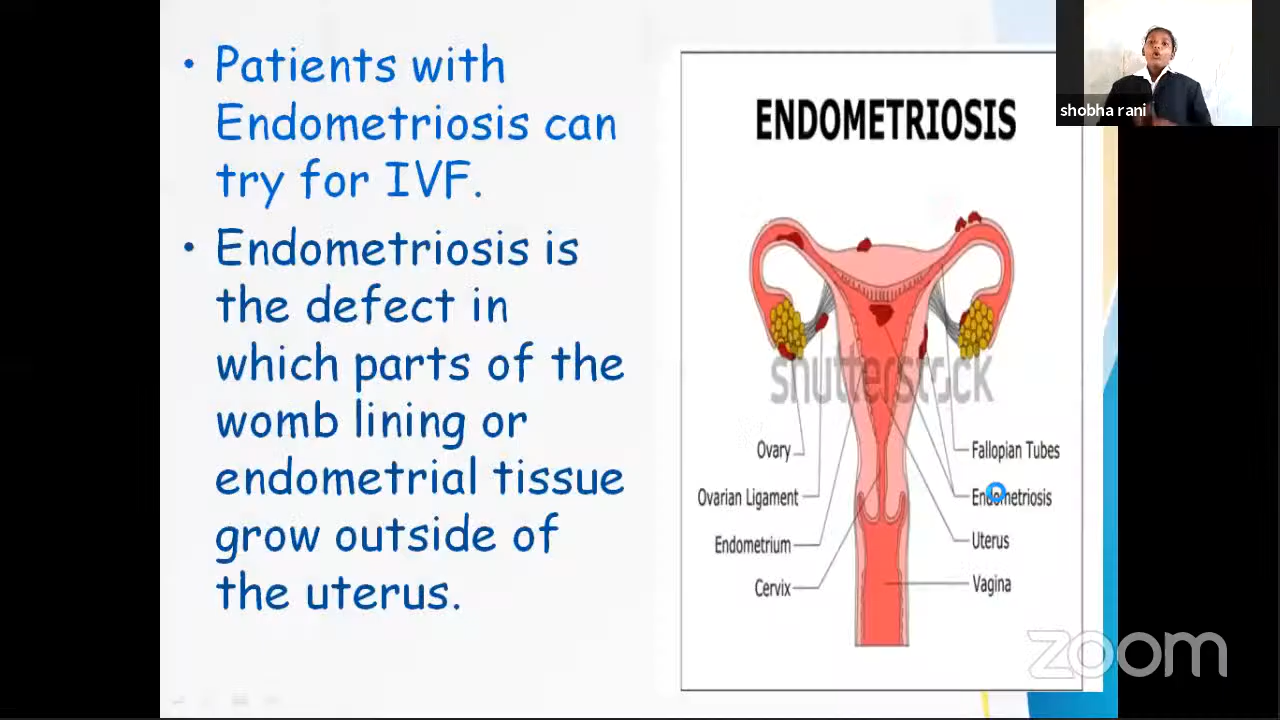 • Patients with
Endometriosis can
try for IVF.
• Endometriosis is
the defect in
which parts of the
womb lining or
endometrial tissue
grow outside of
the uterus.
ENDOMETRIOSIS
shutterstock
Ovary
Ovarian Ligament
Endometrium
Cervix
Fallopian Tubes
Endometriosis
Uterus
Vagina
shobha rani
zoom